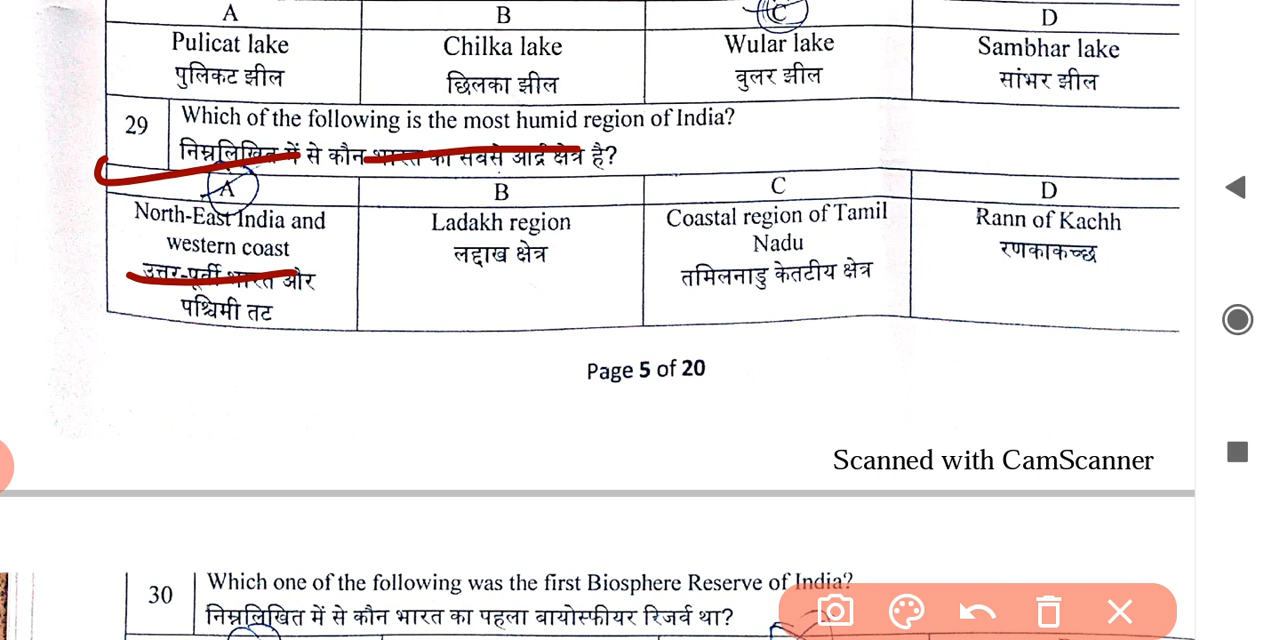 A B C D
Pulicat lake Chilka lake Wular lake Sambhar lake
पुलिकट झील छिलका झील वुलर झील सांभर झील
29 Which of the following is the most humid region of India?
निम्नलिखित में से कौन भारत का सबसे आर्द्र क्षेत्र है?
A B C D
North-East India and Ladakh region Coastal region of Tamil Rann of Kachh
western coast लद्दाख क्षेत्र Nadu रणकाकच्छ
उत्तर-पूर्वी भारत और तमिलनाडु केतटीय क्षेत्र
पश्चिमी तट
Page 5 of 20
Scanned with CamScanner
30 Which one of the following was the first Biosphere Reserve of India?
निम्नलिखित में से कौन भारत का पहला बायोस्फीयर रिजर्व था?